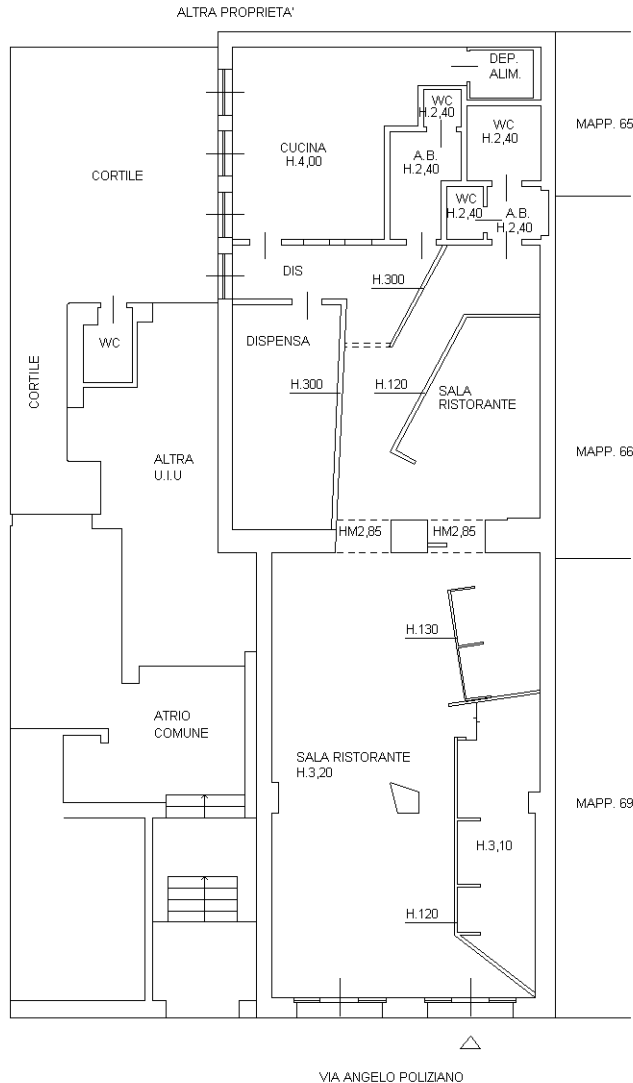 ALTRA PROPRIETA'
DEP.
ALIM.
WC
H.2,40
WC
H.2,40
MAPP. 65
CUCINA
H.4,00
A.B.
H.2,40
CORTILE
WC
H.2,40
A.B.
H.2,40
DIS
H.300
DISPENSA
WC
CORTILE
H.300
H.120
SALA
RISTORANTE
ALTRA
U.I.U
MAPP. 66
HM2,85
HM2,85
H.130
ATRIO
COMUNE
SALA RISTORANTE
H.3,20
MAPP. 69
H.3,10
H.120
VIA ANGELO POLIZIANO